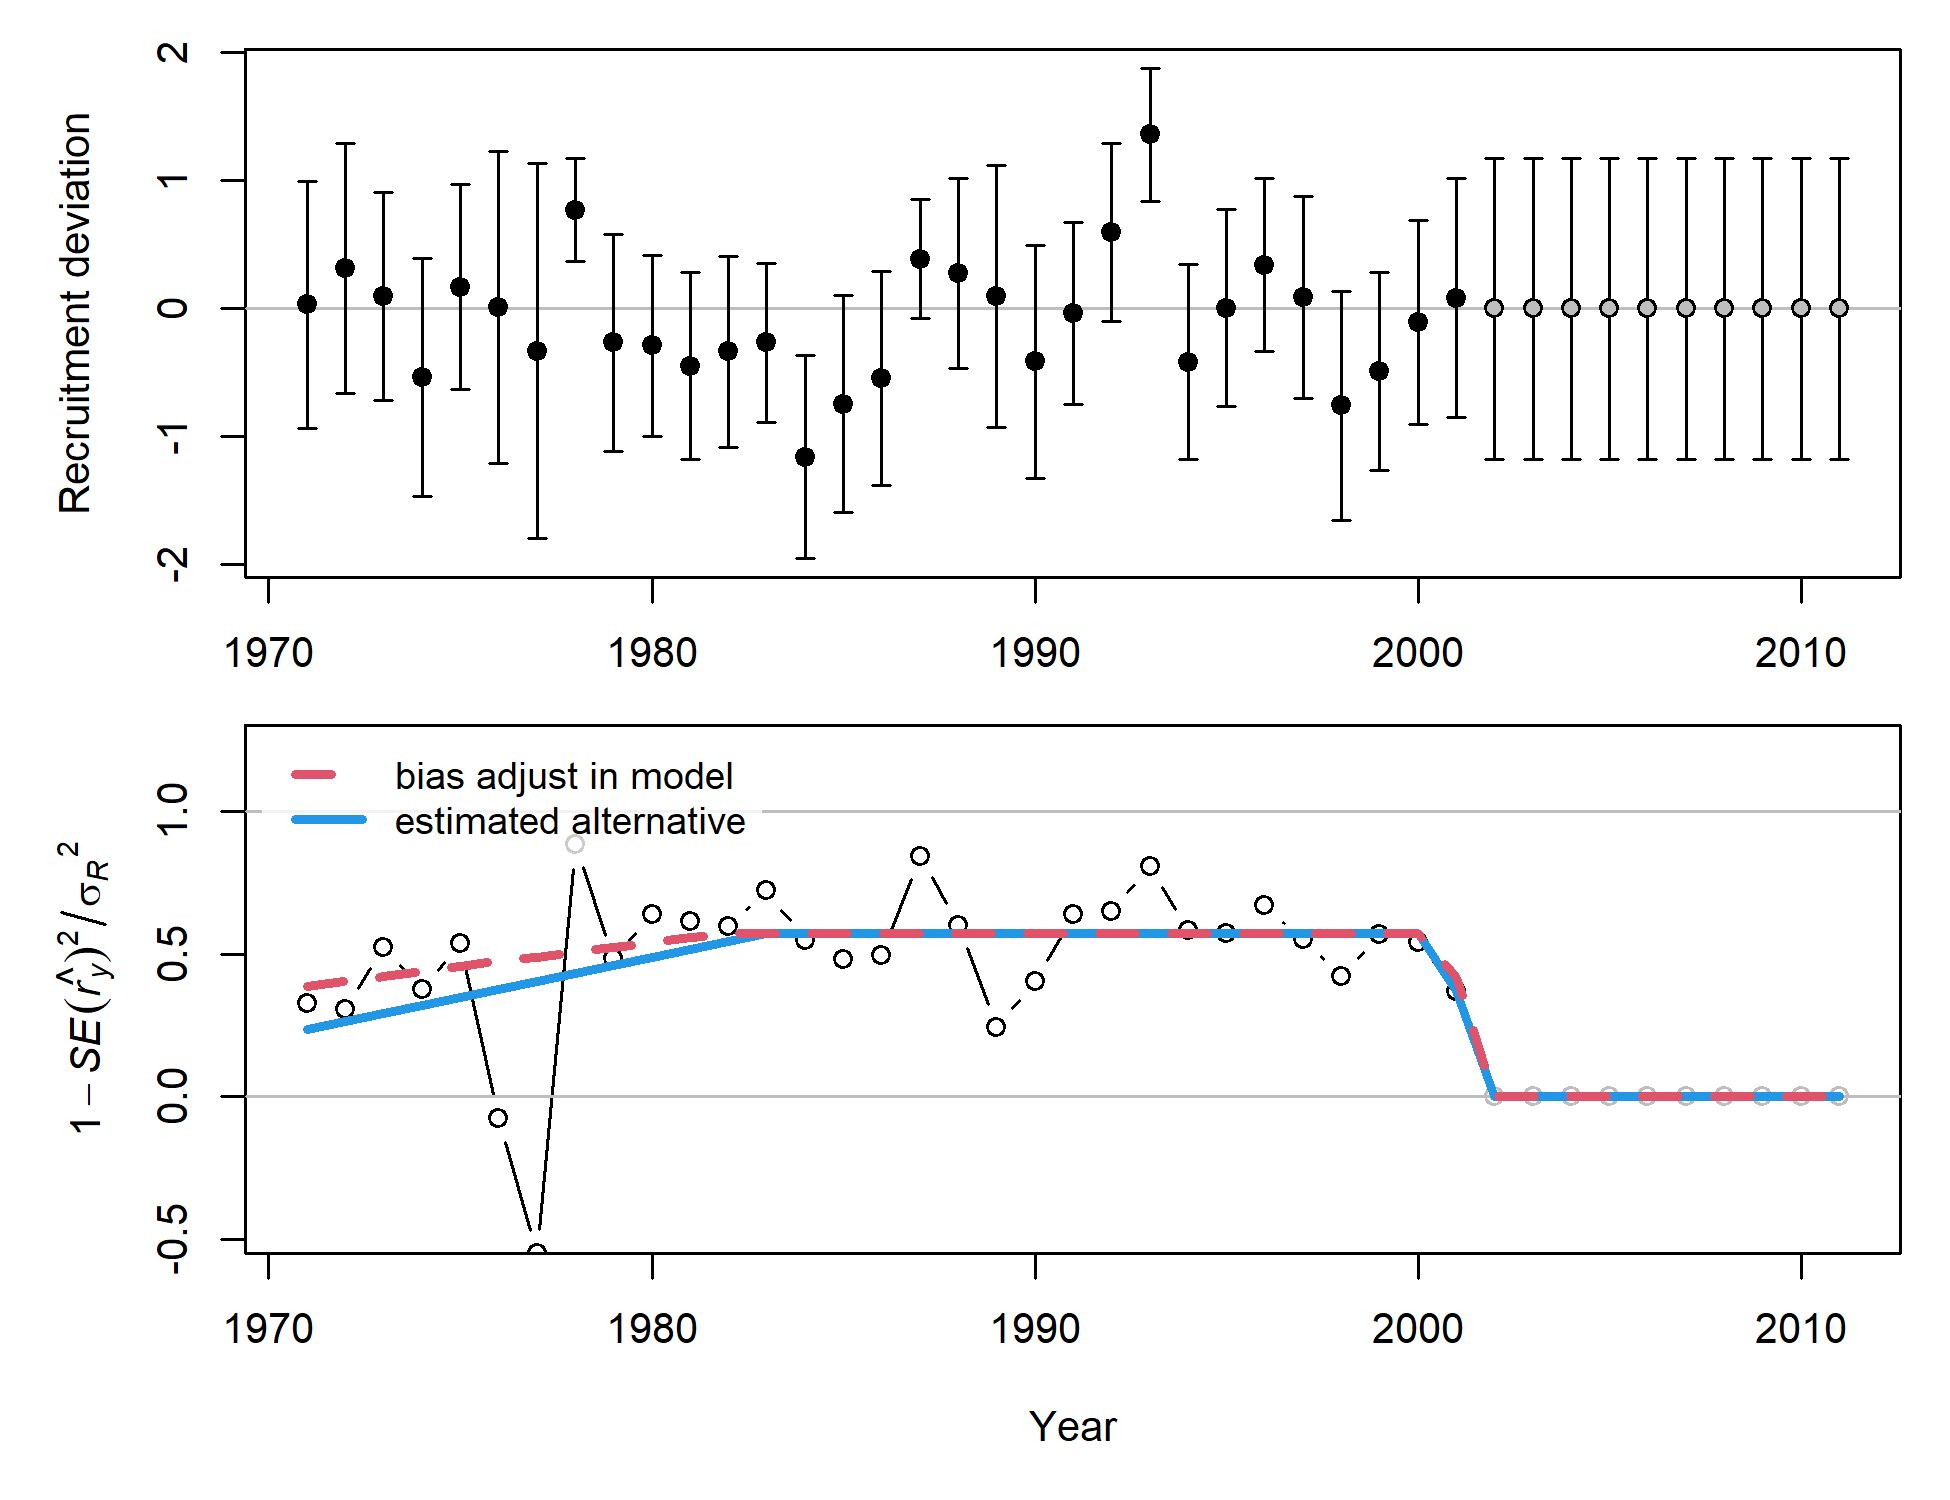 Recruitment deviation
2
1
0
-1
-2
1970 1980 1990 2000 2010
bias adjust in model
estimated alternative
1 − SE(r̂y)² / σR²
1.0
0.5
0.0
-0.5
1970 1980 1990 2000 2010
Year